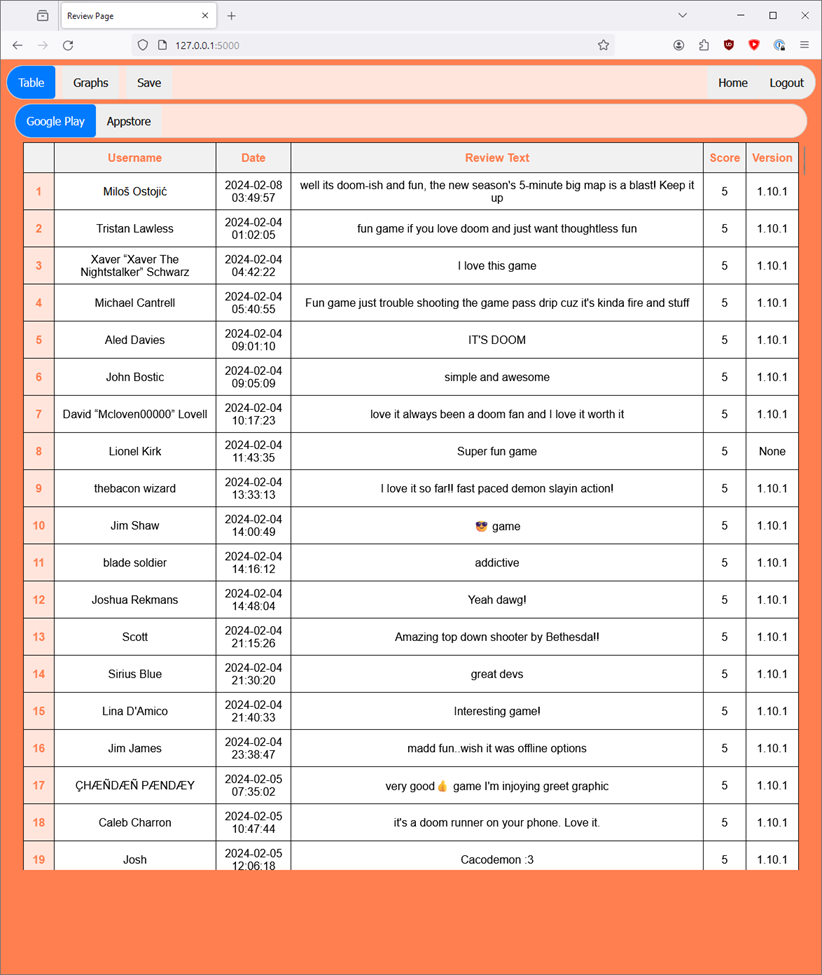 Review Page
127.0.0.1:5000
Table Graphs Save Home Logout
Google Play Appstore
Username Date Review Text Score Version
1 Miloš Ostojić 2024-02-08 03:49:57 well its doom-ish and fun, the new season's 5-minute big map is a blast! Keep it up 5 1.10.1
2 Tristan Lawless 2024-02-04 01:02:05 fun game if you love doom and just want thoughtless fun 5 1.10.1
3 Xaver “Xaver The Nightstalker” Schwarz 2024-02-04 04:42:22 I love this game 5 1.10.1
4 Michael Cantrell 2024-02-04 05:40:55 Fun game just trouble shooting the game pass drip cuz it's kinda fire and stuff 5 1.10.1
5 Aled Davies 2024-02-04 09:01:10 IT'S DOOM 5 1.10.1
6 John Bostic 2024-02-04 09:05:09 simple and awesome 5 1.10.1
7 David “Mcloven00000” Lovell 2024-02-04 10:17:23 love it always been a doom fan and I love it worth it 5 1.10.1
8 Lionel Kirk 2024-02-04 11:43:35 Super fun game 5 None
9 thebacon wizard 2024-02-04 13:33:13 I love it so far!! fast paced demon slayin action! 5 1.10.1
10 Jim Shaw 2024-02-04 14:00:49 😎 game 5 1.10.1
11 blade soldier 2024-02-04 14:16:12 addictive 5 1.10.1
12 Joshua Rekmans 2024-02-04 14:48:04 Yeah dawg! 5 1.10.1
13 Scott 2024-02-04 21:15:26 Amazing top down shooter by Bethesda!! 5 1.10.1
14 Sirius Blue 2024-02-04 21:30:20 great devs 5 1.10.1
15 Lina D'Amico 2024-02-04 21:40:33 Interesting game! 5 1.10.1
16 Jim James 2024-02-04 23:38:47 madd fun..wish it was offline options 5 1.10.1
17 ÇHÆÑDÆÑ PÆNDÆY 2024-02-05 07:35:02 very good👍 game I'm injoying greet graphic 5 1.10.1
18 Caleb Charron 2024-02-05 10:47:44 it's a doom runner on your phone. Love it. 5 1.10.1
19 Josh 2024-02-05 12:06:18 Cacodemon :3 5 1.10.1